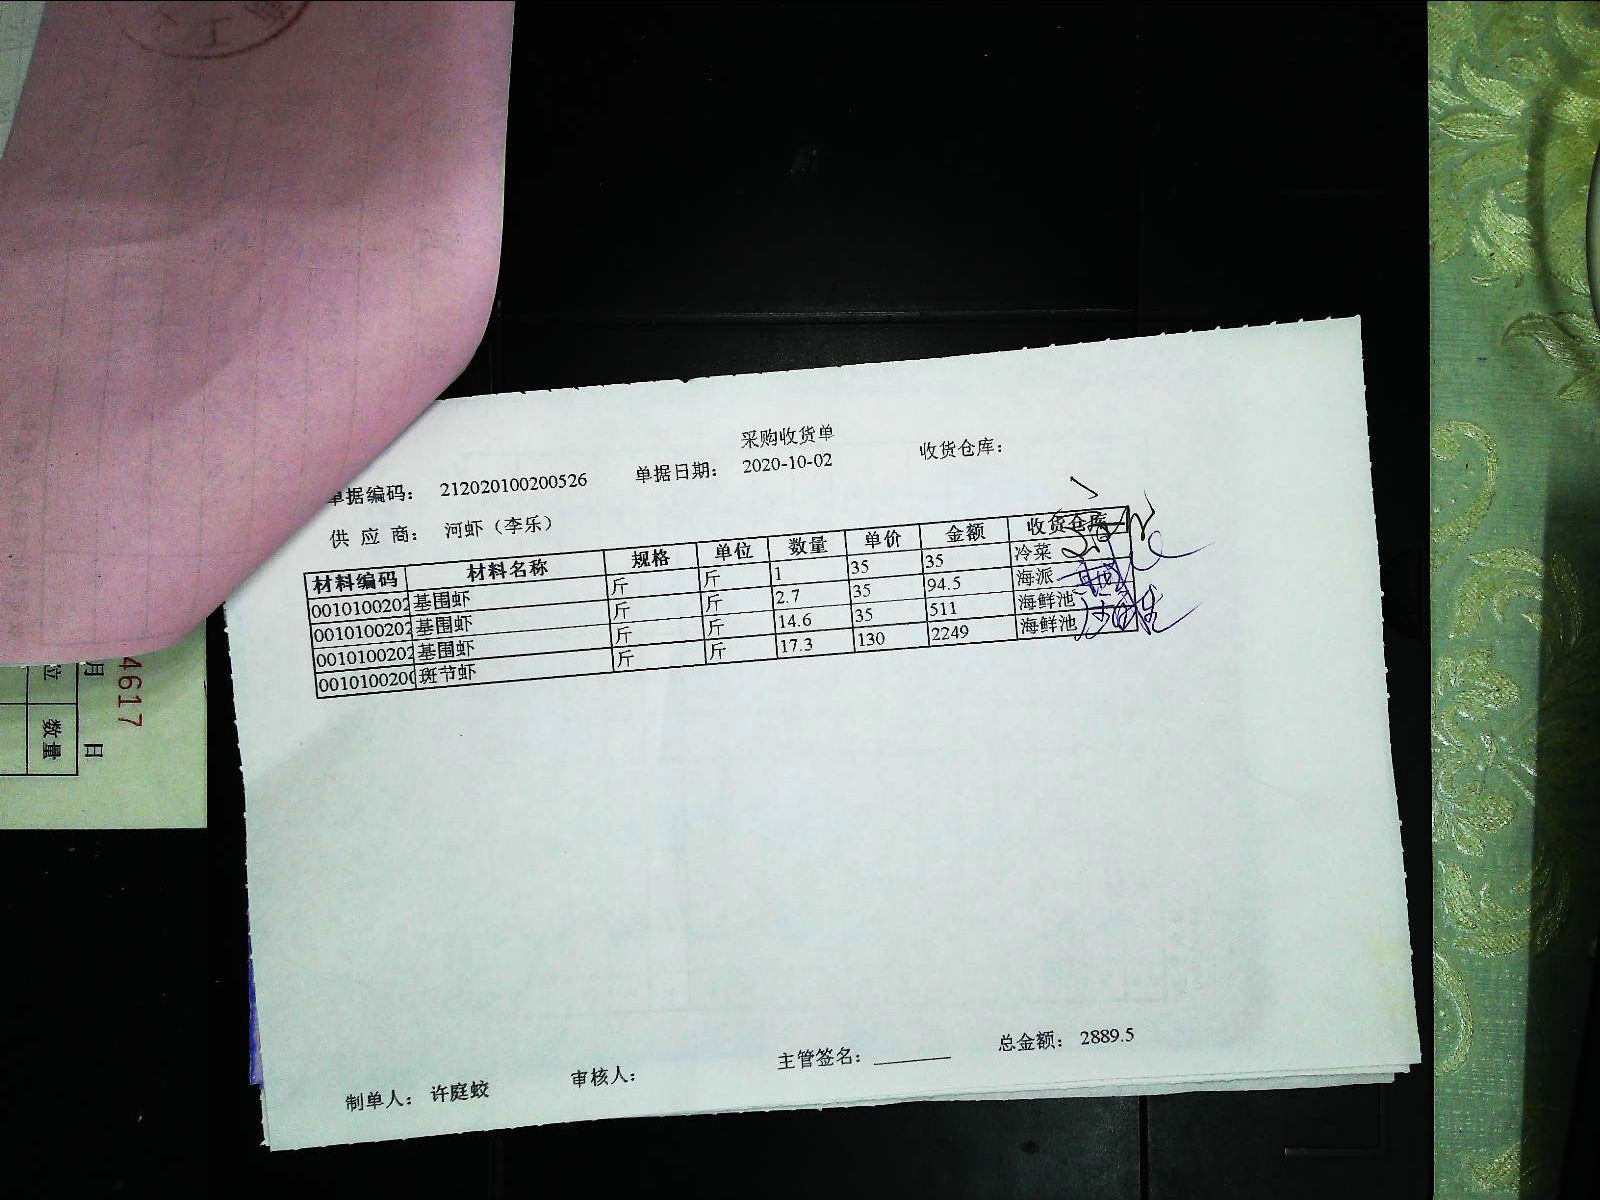 采购收货单
单据编码： 212020100200526 单据日期： 2020-10-02 收货仓库：
供 应 商： 河虾（李乐）
材料编码 材料名称 规格 单位 数量 单价 金额 收货仓库
0010100202 基围虾 斤 斤 1 35 35 冷菜
0010100202 基围虾 斤 斤 2.7 35 94.5 海派
0010100202 基围虾 斤 斤 14.6 35 511 海鲜池
001010020 斑节虾 斤 斤 17.3 130 2249 海鲜池
制单人： 许庭蛟 审核人： 主管签名： 总金额： 2889.5
4617
月 日
位 数量